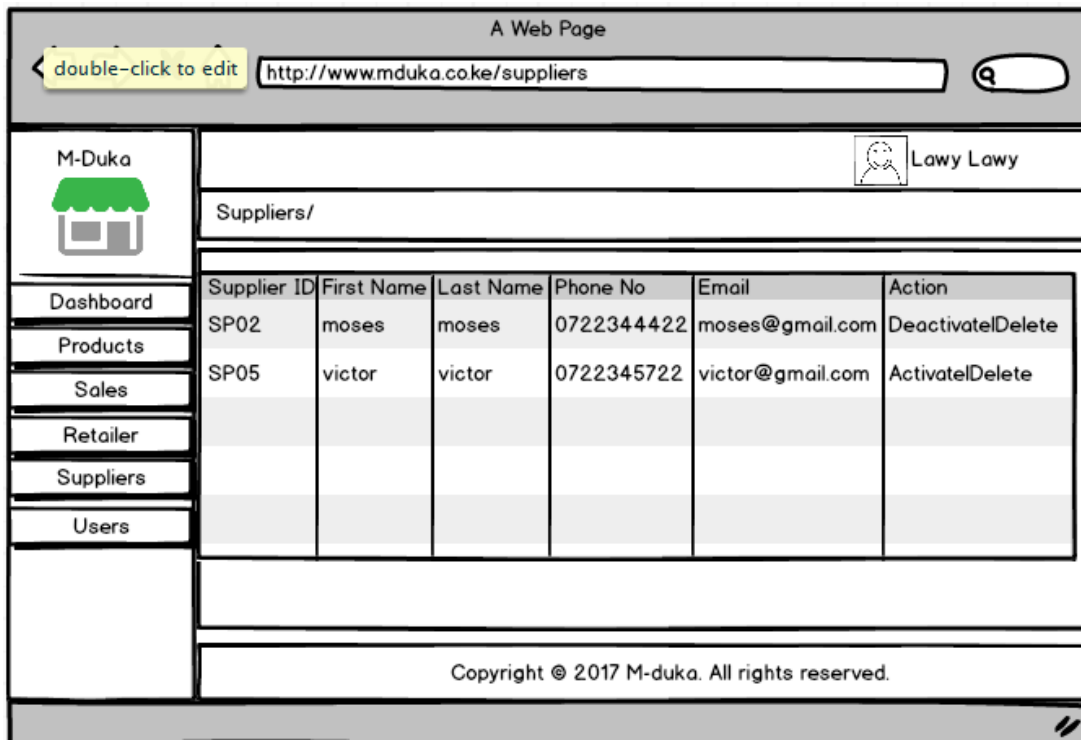 A Web Page
double-click to edit
http://www.mduka.co.ke/suppliers
M-Duka
Lawy Lawy
Suppliers/
Dashboard
Products
Sales
Retailer
Suppliers
Users
Supplier ID First Name Last Name Phone No Email Action
SP02 moses moses 0722344422 moses@gmail.com Deactivate|Delete
SP05 victor victor 0722345722 victor@gmail.com Activate|Delete
Copyright © 2017 M-duka. All rights reserved.